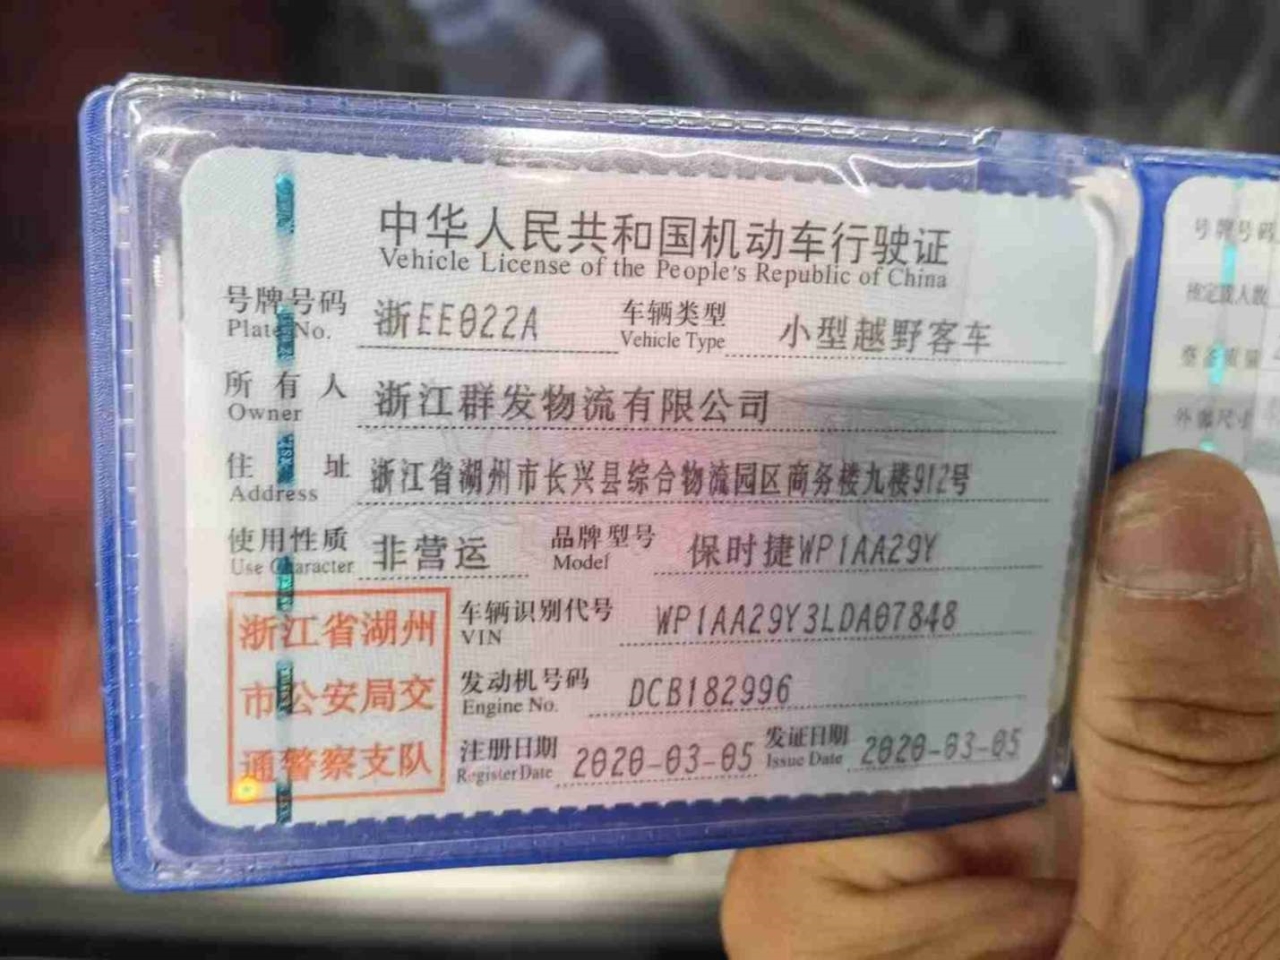 中华人民共和国机动车行驶证
Vehicle License of the People's Republic of China
号牌号码 浙EE022A 车辆类型 小型越野客车
Plate No. Vehicle Type
所有人 浙江群发物流有限公司
Owner
住址 浙江省湖州市长兴县综合物流园区商务楼九楼912号
Address
使用性质 非营运 品牌型号 保时捷WP1AA29Y
Use Character Model
浙江省湖州
市公安局交
通警察支队
车辆识别代号 WP1AA29Y3LDA07848
VIN
发动机号码 DCB182996
Engine No.
注册日期 2020-03-05 发证日期 2020-03-05
Register Date Issue Date
号牌号码
核定载人数
整备质量
外廓尺寸